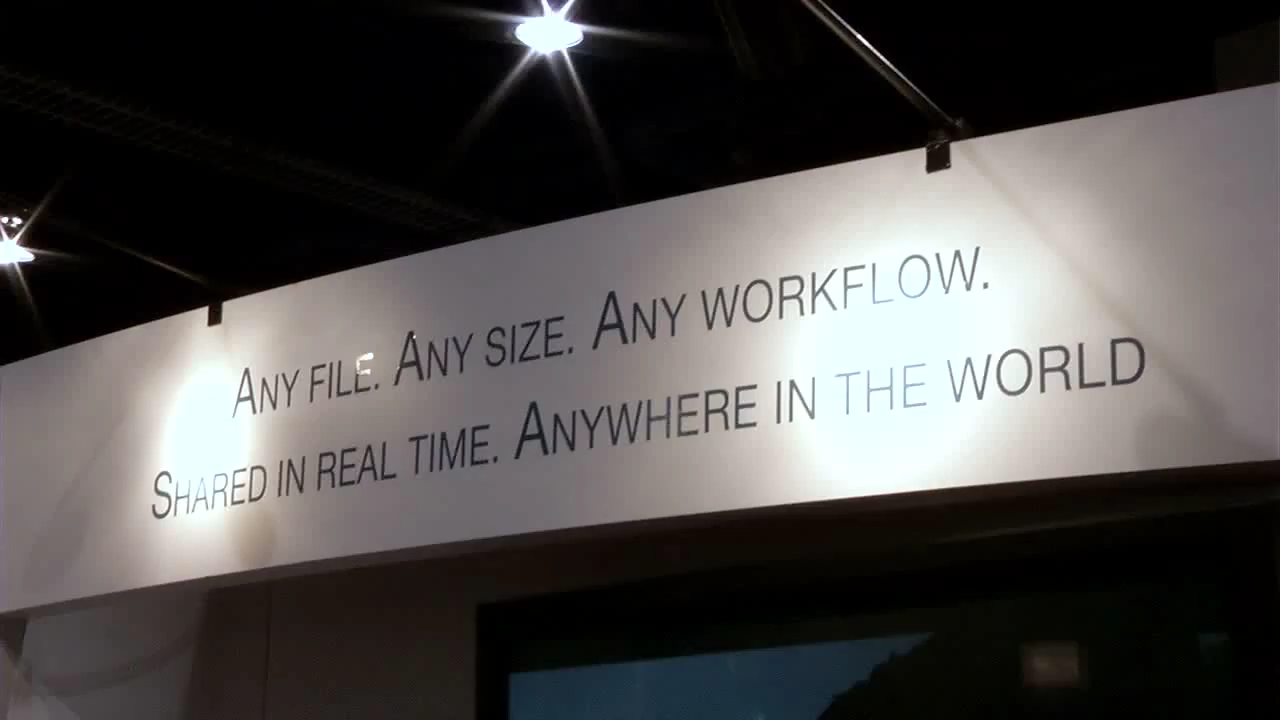 Any file. Any size. Any workflow.
Shared in real time. Anywhere in the world